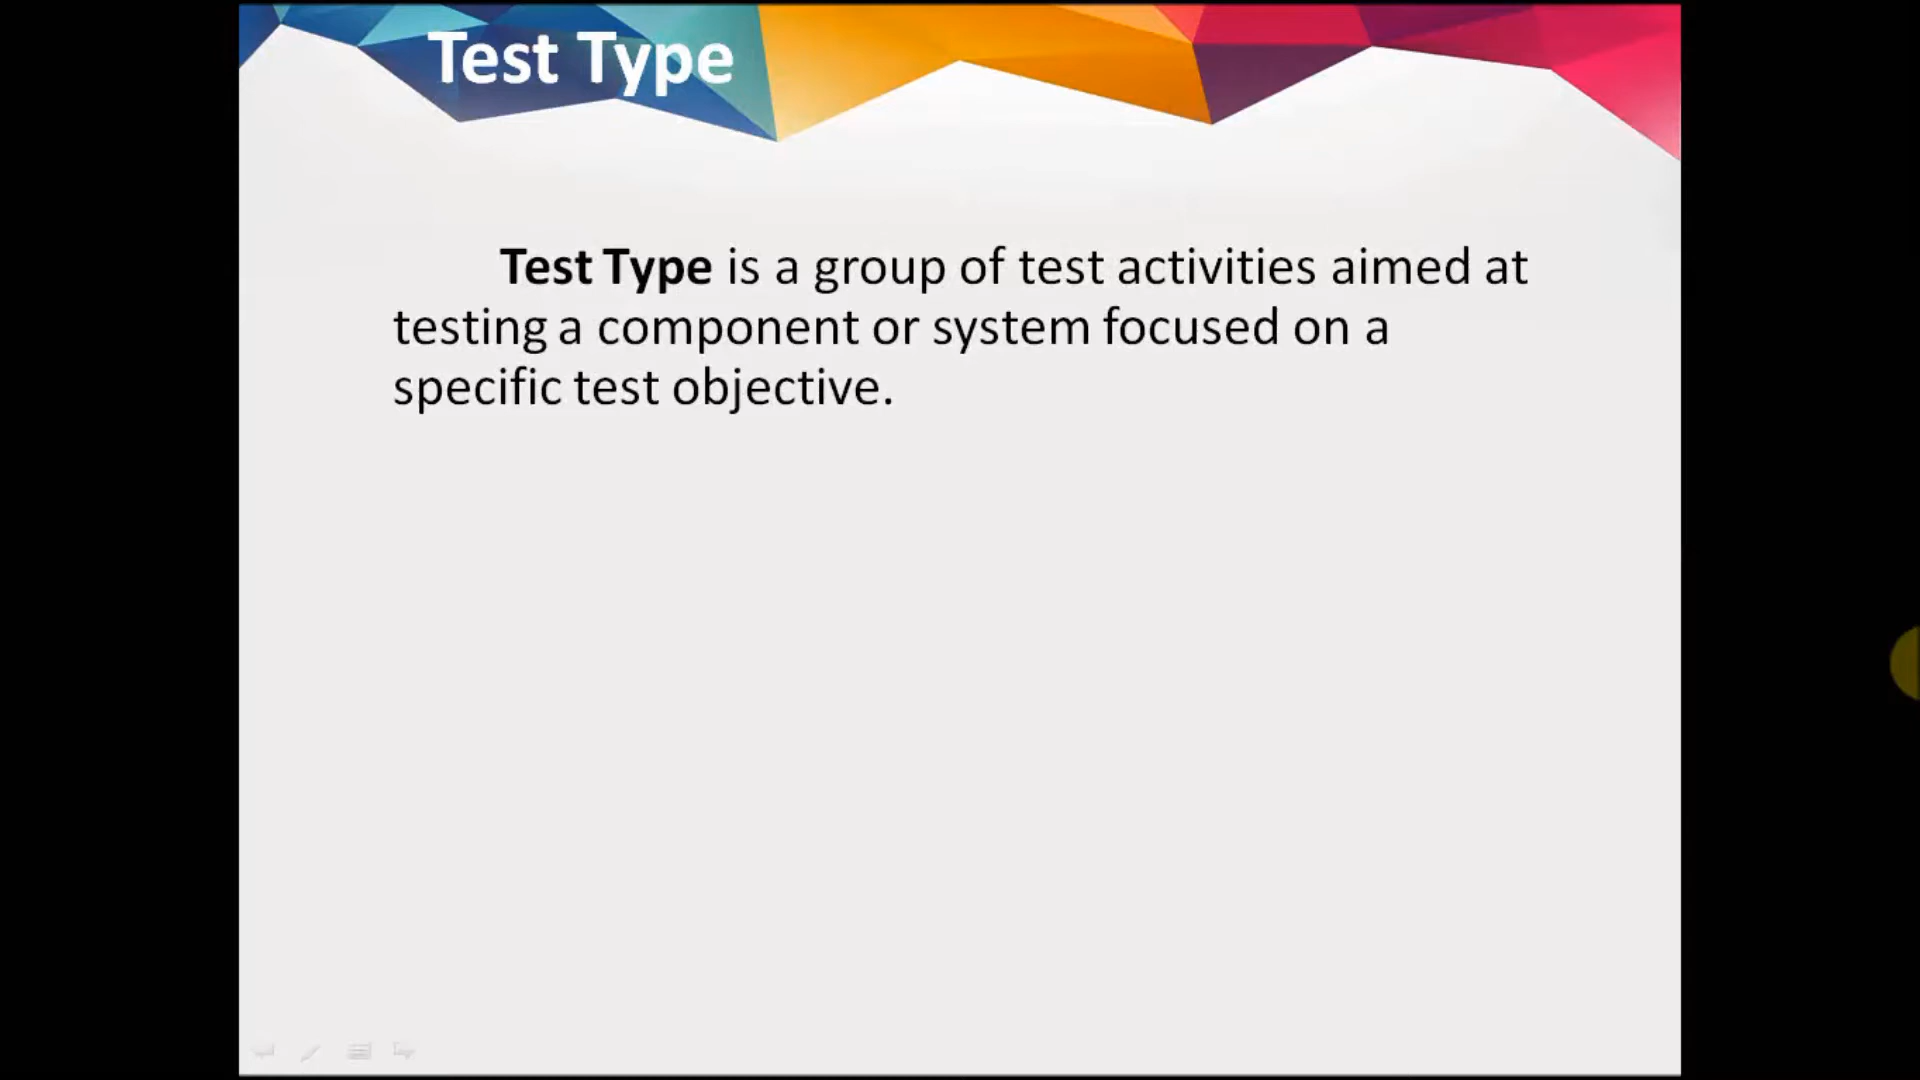 Test Type
Test Type is a group of test activities aimed at
testing a component or system focused on a
specific test objective.